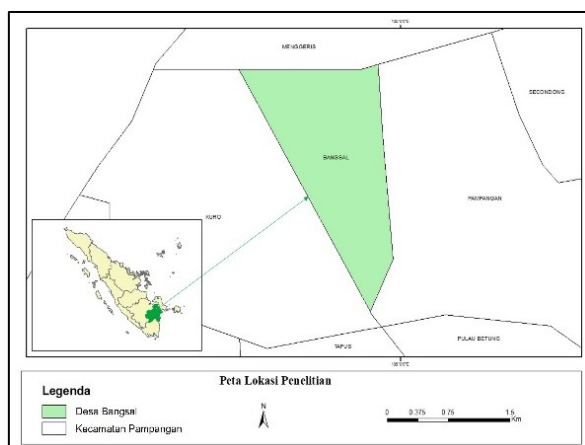 MENGGERIS
SECONDONG
BANGSAL
PAMPANGAN
KURO
TAPUS
PULAU BETUNG
Peta Lokasi Penelitian
Legenda
Desa Bangsal
Kecamatan Pampangan
N
0 0.375 0.75 1.5
Km